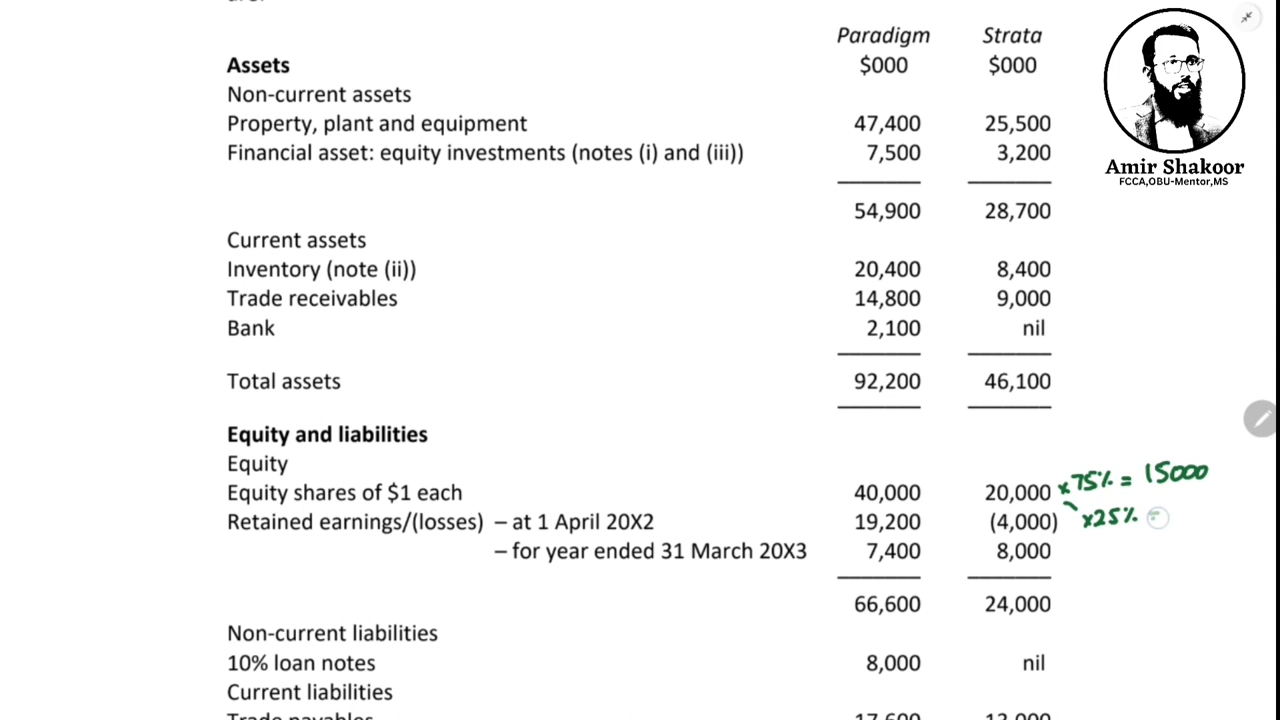 Paradigm Strata
Assets $000 $000
Non-current assets
Property, plant and equipment 47,400 25,500
Financial asset: equity investments (notes (i) and (iii)) 7,500 3,200
54,900 28,700
Current assets
Inventory (note (ii)) 20,400 8,400
Trade receivables 14,800 9,000
Bank 2,100 nil
Total assets 92,200 46,100
Equity and liabilities
Equity
Equity shares of $1 each 40,000 20,000 x75% = 15000
Retained earnings/(losses) – at 1 April 20X2 19,200 (4,000) x25% =
– for year ended 31 March 20X3 7,400 8,000
66,600 24,000
Non-current liabilities
10% loan notes 8,000 nil
Current liabilities
Trade payables 17,600 13,000
Amir Shakoor
FCCA,OBU-Mentor,MS